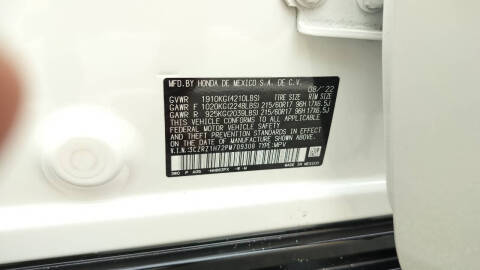 MFD.BY HONDA DE MEXICO S.A. DE C.V. 08/'22
GVWR 1910KG(4210LBS) TIRE SIZE RIM SIZE
GAWR F 1020KG(2248LBS) 215/60R17 96H 17X6.5J
GAWR R 925KG(2039LBS) 215/60R17 96H 17X6.5J
THIS VEHICLE CONFORMS TO ALL APPLICABLE
FEDERAL MOTOR VEHICLE SAFETY, BUMPER, AND
THEFT PREVENTION STANDARDS IN EFFECT ON THE
DATE OF MANUFACTURE SHOWN ABOVE.
V.I.N.:3CZRZ1H72PM709308 TYPE:MPV
MADE IN MEXICO